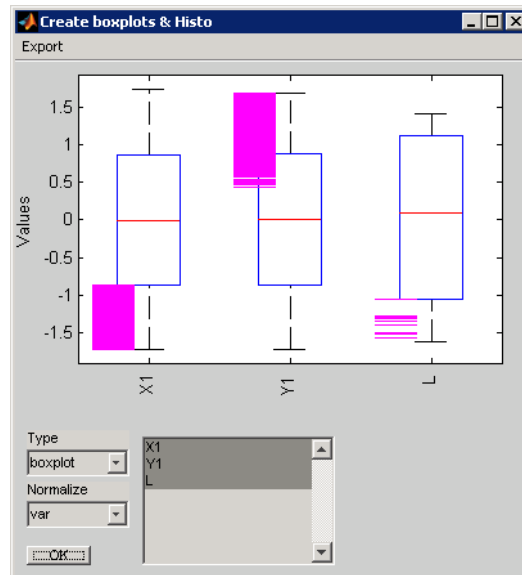 Create boxplots & Histo
Export
1.5
1
0.5
0
-0.5
-1
-1.5
Values
X1
Y1
L
Type
boxplot
Normalize
var
OK
X1
Y1
L